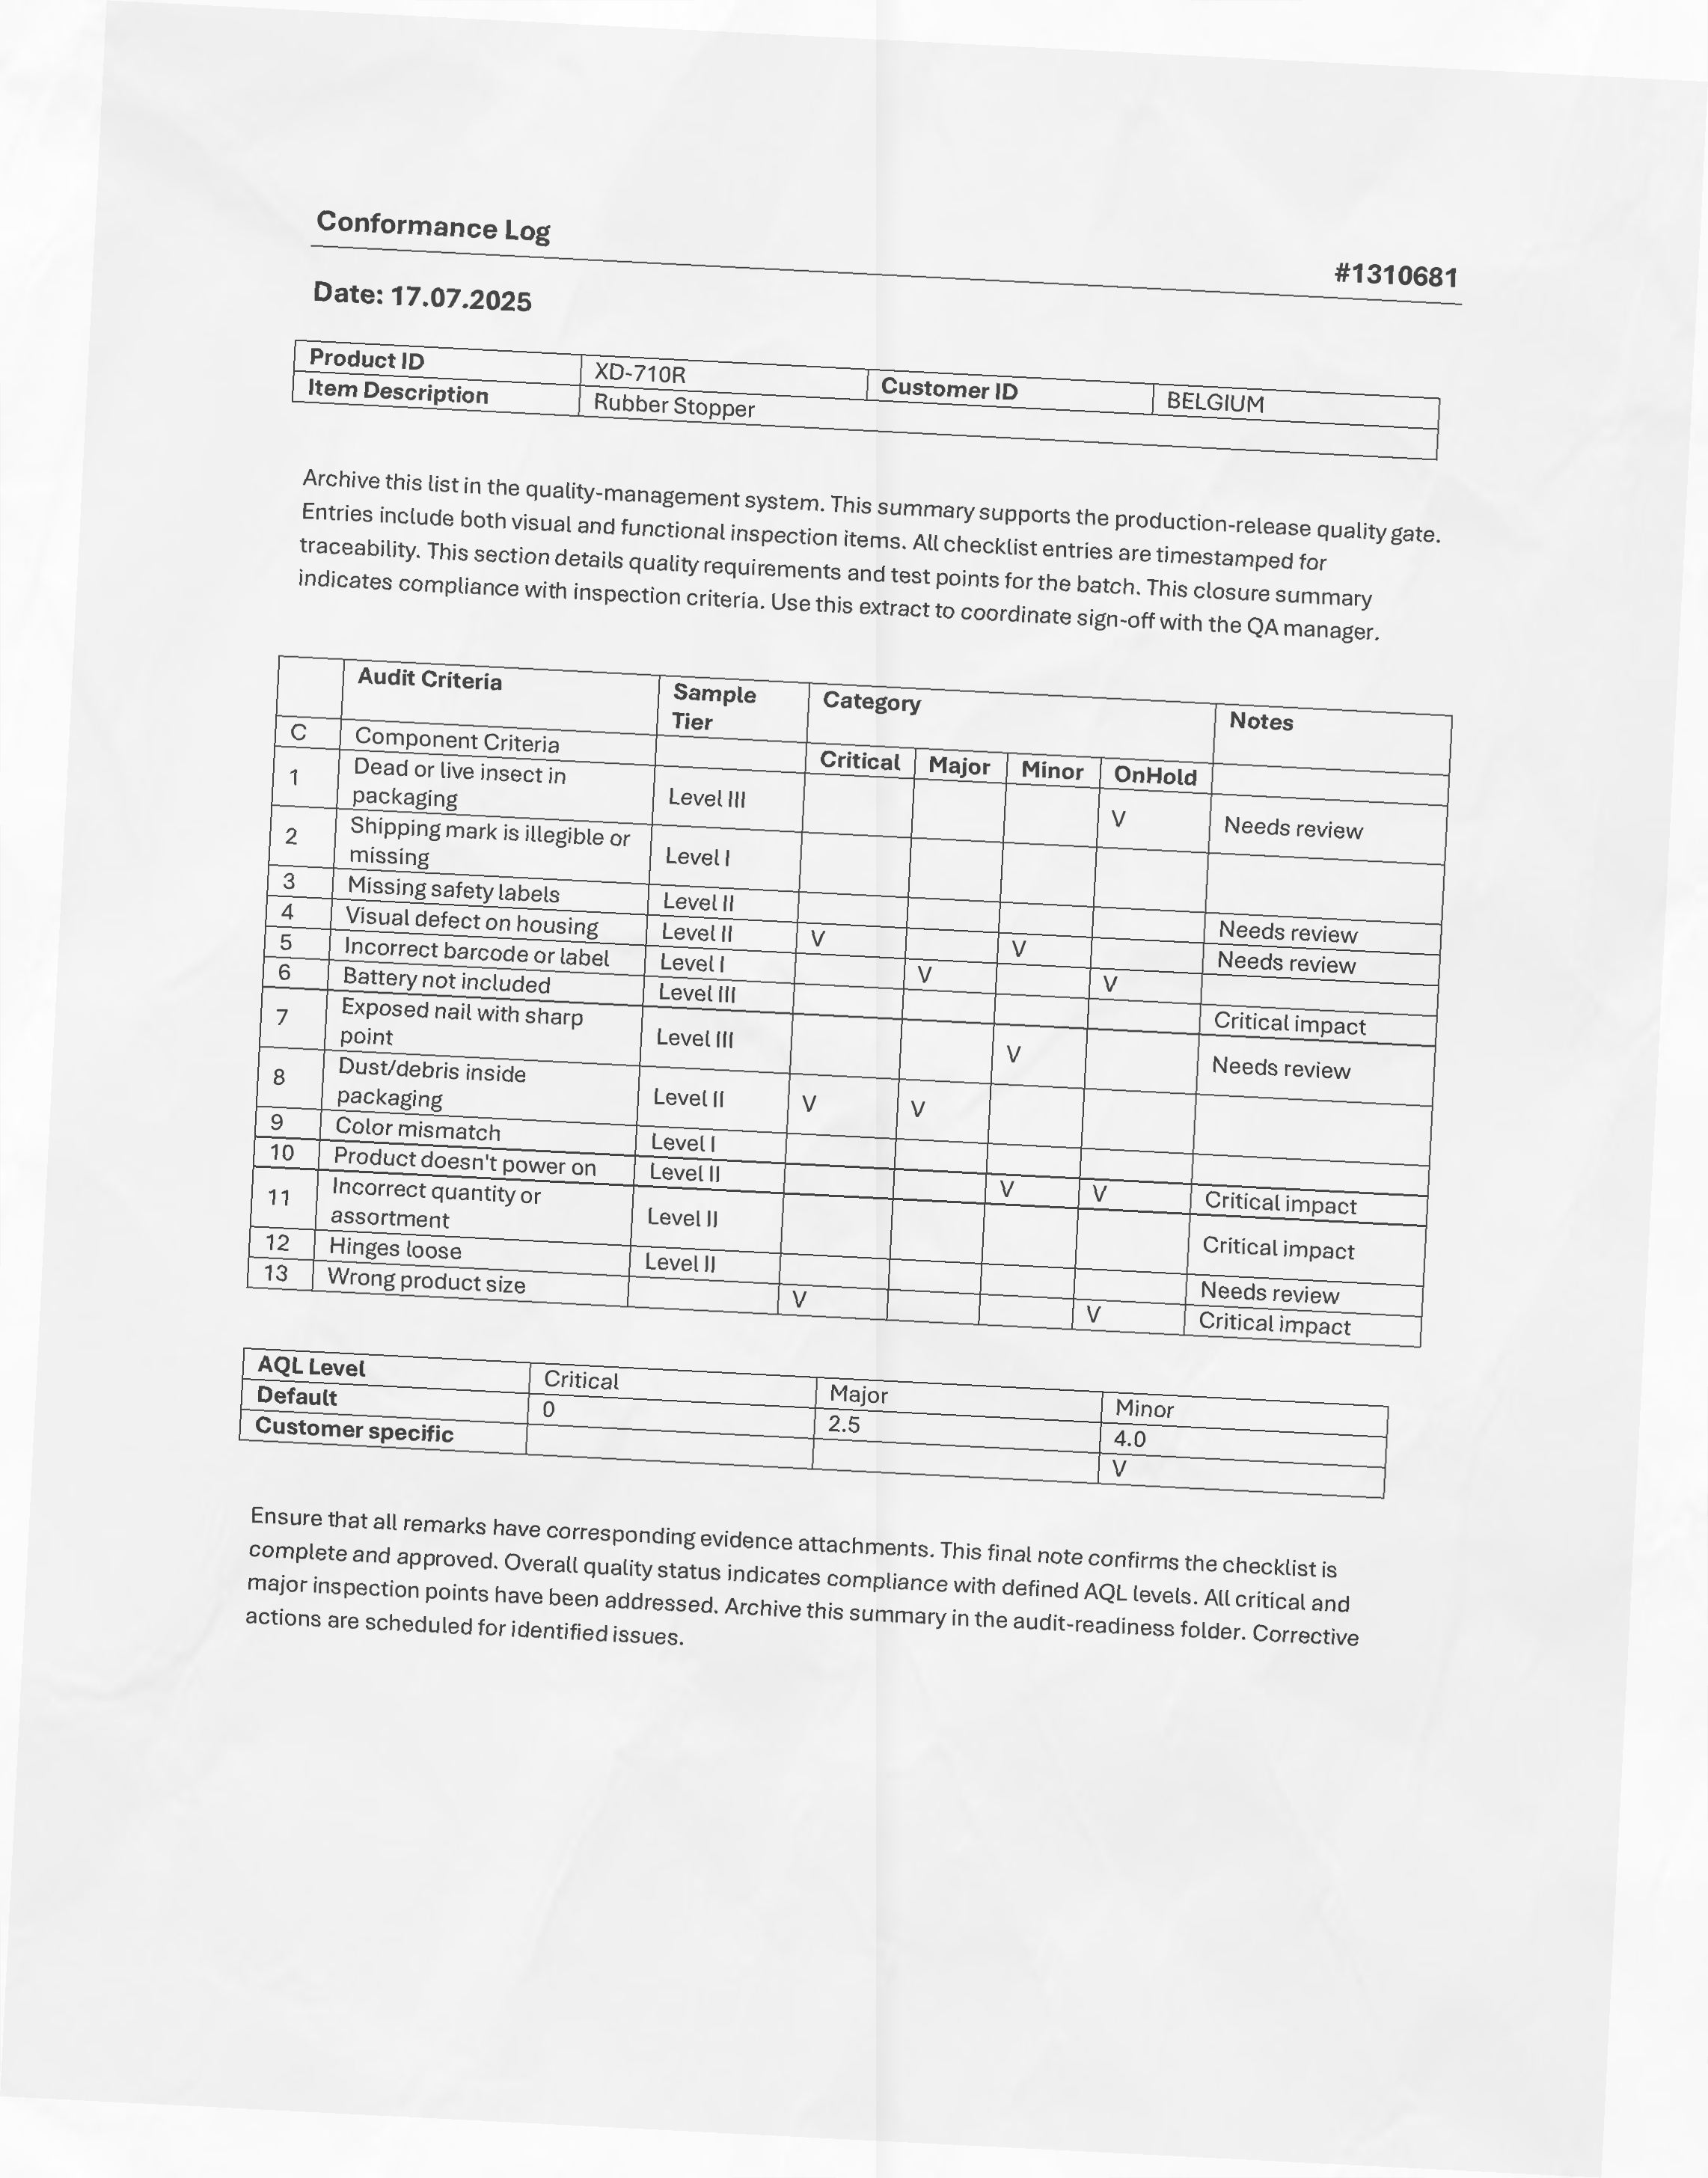 Conformance Log
#1310681
Date: 17.07.2025
Product ID XD-710R Customer ID BELGIUM
Item Description Rubber Stopper
Archive this list in the quality-management system. This summary supports the production-release quality gate.
Entries include both visual and functional inspection items. All checklist entries are timestamped for
traceability. This section details quality requirements and test points for the batch. This closure summary
indicates compliance with inspection criteria. Use this extract to coordinate sign-off with the QA manager.
Audit Criteria Sample Category Notes
Tier
C Component Criteria Critical Major Minor OnHold
1 Dead or live insect in Level III V Needs review
packaging
2 Shipping mark is illegible or Level I
missing
3 Missing safety labels Level II Needs review
4 Visual defect on housing Level II V V Needs review
5 Incorrect barcode or label Level I V V
6 Battery not included Level III Critical impact
7 Exposed nail with sharp Level III V Needs review
point
8 Dust/debris inside Level II V V
packaging
9 Color mismatch Level I
10 Product doesn't power on Level II V V Critical impact
11 Incorrect quantity or Level II Critical impact
assortment
12 Hinges loose Level II Needs review
13 Wrong product size V V Critical impact
AQL Level Critical Major Minor
Default 0 2.5 4.0
Customer specific V
Ensure that all remarks have corresponding evidence attachments. This final note confirms the checklist is
complete and approved. Overall quality status indicates compliance with defined AQL levels. All critical and
major inspection points have been addressed. Archive this summary in the audit-readiness folder. Corrective
actions are scheduled for identified issues.